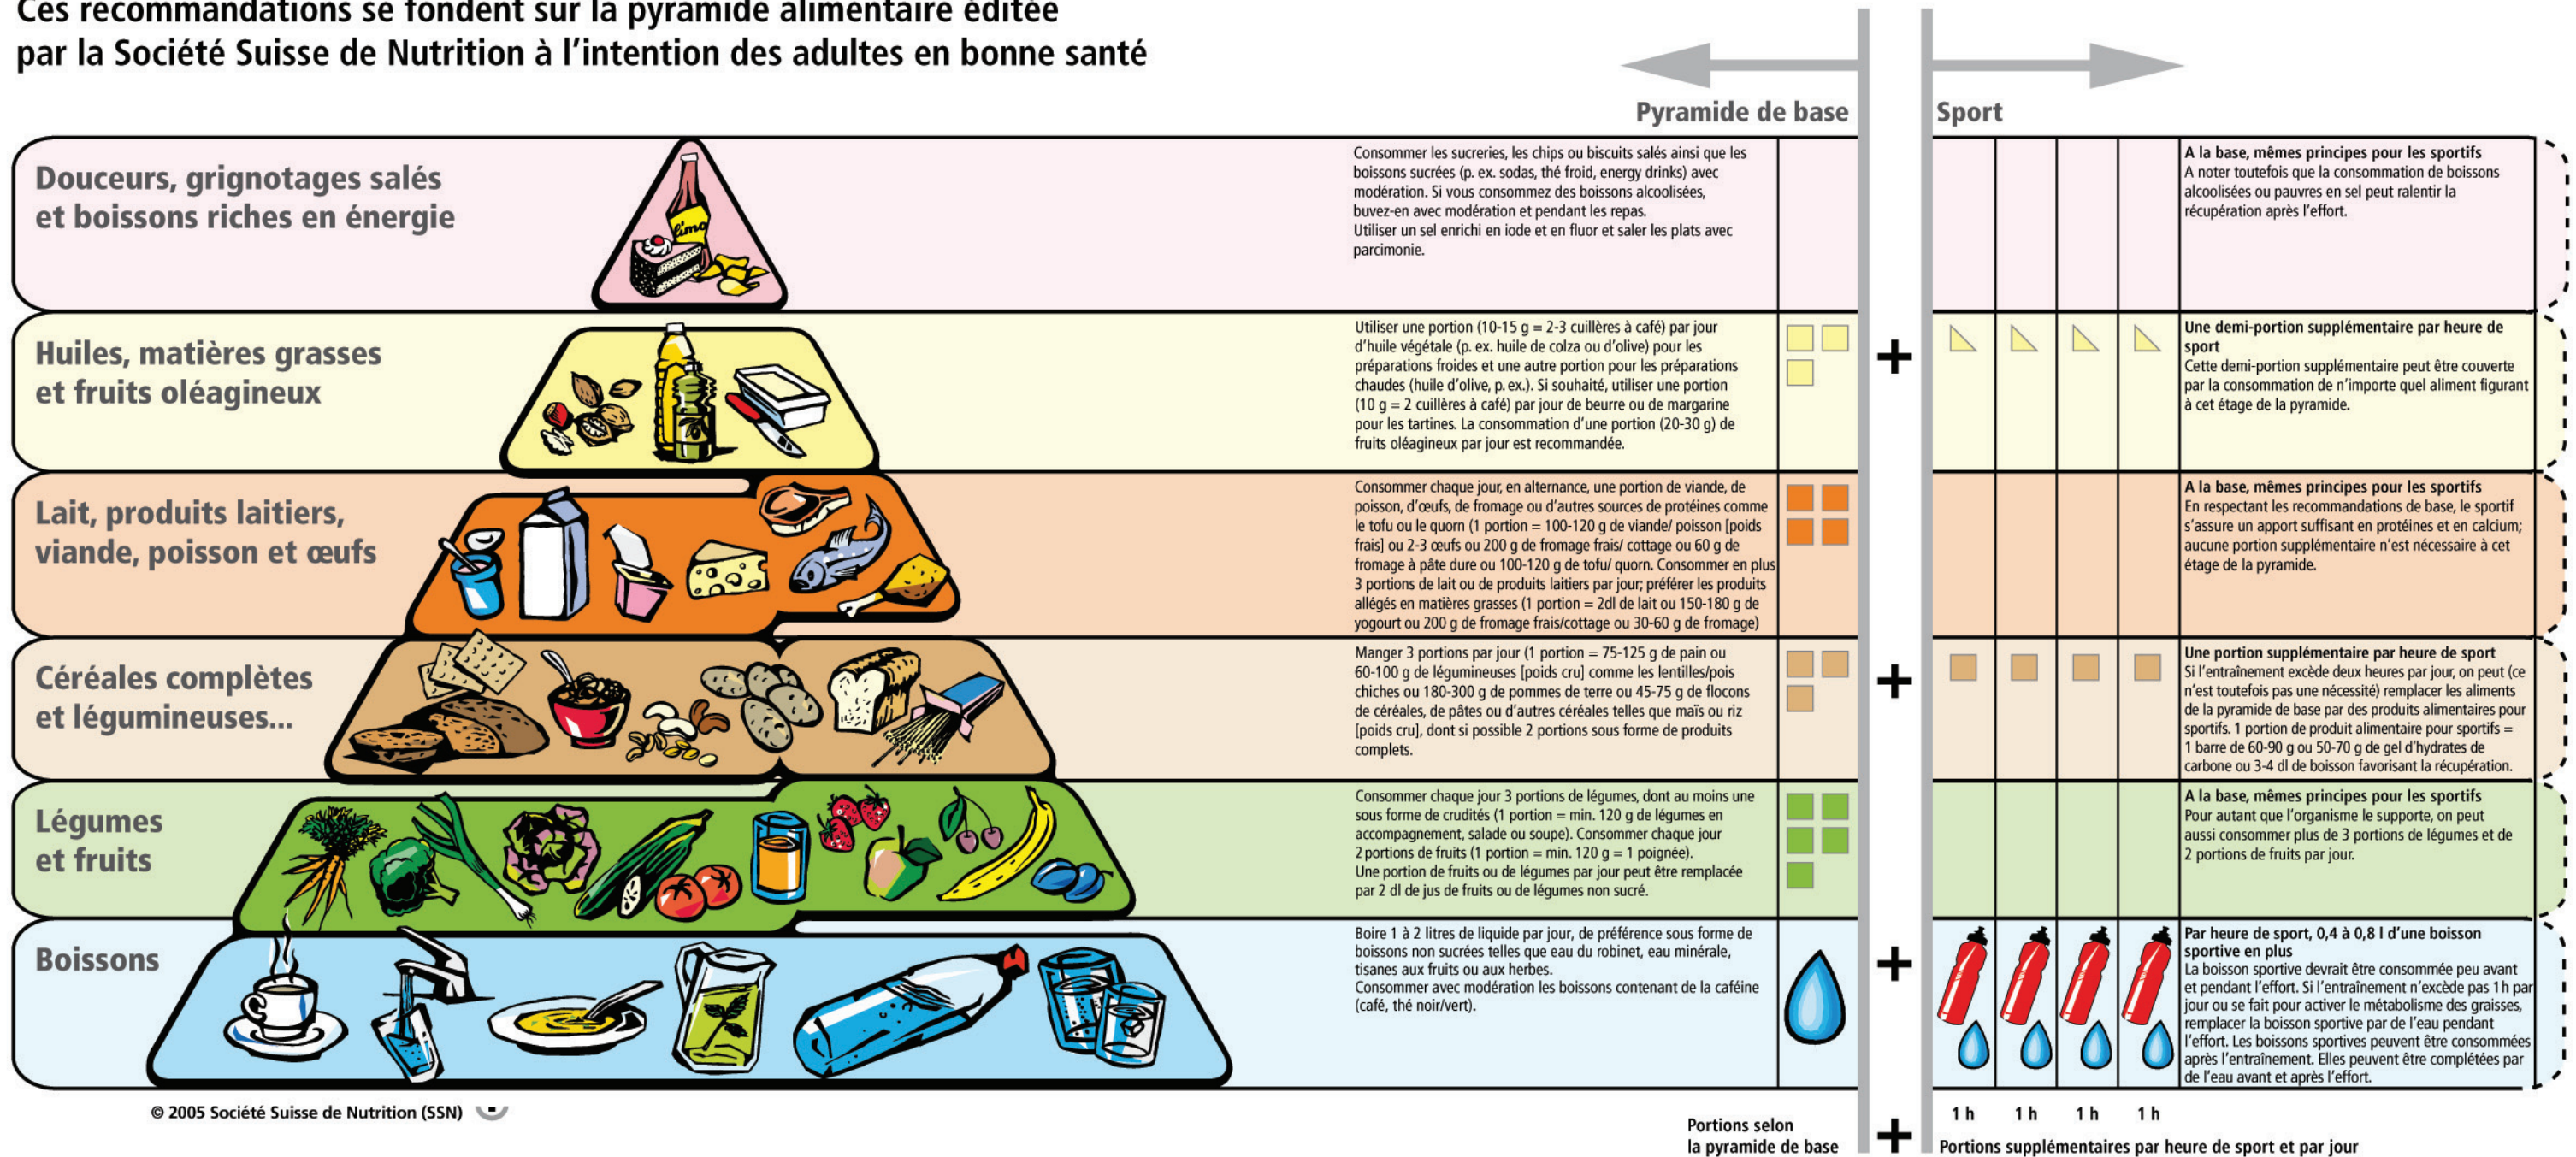 Ces recommandations se fondent sur la pyramide alimentaire éditée
par la Société Suisse de Nutrition à l'intention des adultes en bonne santé
Pyramide de base
Sport
Douceurs, grignotages salés
et boissons riches en énergie
limo
Consommer les sucreries, les chips ou biscuits salés ainsi que les
boissons sucrées (p. ex. sodas, thé froid, energy drinks) avec
modération. Si vous consommez des boissons alcoolisées,
buvez-en avec modération et pendant les repas.
Utiliser un sel enrichi en iode et en fluor et saler les plats avec
parcimonie.
A la base, mêmes principes pour les sportifs
A noter toutefois que la consommation de boissons
alcoolisées ou pauvres en sel peut ralentir la
récupération après l'effort.
Huiles, matières grasses
et fruits oléagineux
Utiliser une portion (10-15 g = 2-3 cuillères à café) par jour
d'huile végétale (p. ex. huile de colza ou d'olive) pour les
préparations froides et une autre portion pour les préparations
chaudes (huile d'olive, p. ex.). Si souhaité, utiliser une portion
(10 g = 2 cuillères à café) par jour de beurre ou de margarine
pour les tartines. La consommation d'une portion (20-30 g) de
fruits oléagineux par jour est recommandée.
+
Une demi-portion supplémentaire par heure de
sport
Cette demi-portion supplémentaire peut être couverte
par la consommation de n'importe quel aliment figurant
à cet étage de la pyramide.
Lait, produits laitiers,
viande, poisson et œufs
Consommer chaque jour, en alternance, une portion de viande, de
poisson, d'œufs, de fromage ou d'autres sources de protéines comme
le tofu ou le quorn (1 portion = 100-120 g de viande/ poisson [poids
frais] ou 2-3 œufs ou 200 g de fromage frais/ cottage ou 60 g de
fromage à pâte dure ou 100-120 g de tofu/ quorn. Consommer en plus
3 portions de lait ou de produits laitiers par jour; préférer les produits
allégés en matières grasses (1 portion = 2dl de lait ou 150-180 g de
yogourt ou 200 g de fromage frais/cottage ou 30-60 g de fromage)
A la base, mêmes principes pour les sportifs
En respectant les recommandations de base, le sportif
s'assure un apport suffisant en protéines et en calcium;
aucune portion supplémentaire n'est nécessaire à cet
étage de la pyramide.
Céréales complètes
et légumineuses...
Manger 3 portions par jour (1 portion = 75-125 g de pain ou
60-100 g de légumineuses [poids cru] comme les lentilles/pois
chiches ou 180-300 g de pommes de terre ou 45-75 g de flocons
de céréales, de pâtes ou d'autres céréales telles que maïs ou riz
[poids cru], dont si possible 2 portions sous forme de produits
complets.
+
Une portion supplémentaire par heure de sport
Si l'entraînement excède deux heures par jour, on peut (ce
n'est toutefois pas une nécessité) remplacer les aliments
de la pyramide de base par des produits alimentaires pour
sportifs. 1 portion de produit alimentaire pour sportifs =
1 barre de 60-90 g ou 50-70 g de gel d'hydrates de
carbone ou 3-4 dl de boisson favorisant la récupération.
Légumes
et fruits
Consommer chaque jour 3 portions de légumes, dont au moins une
sous forme de crudités (1 portion = min. 120 g de légumes en
accompagnement, salade ou soupe). Consommer chaque jour
2 portions de fruits (1 portion = min. 120 g = 1 poignée).
Une portion de fruits ou de légumes par jour peut être remplacée
par 2 dl de jus de fruits ou de légumes non sucré.
A la base, mêmes principes pour les sportifs
Pour autant que l'organisme le supporte, on peut
aussi consommer plus de 3 portions de légumes et de
2 portions de fruits par jour.
Boissons
Boire 1 à 2 litres de liquide par jour, de préférence sous forme de
boissons non sucrées telles que eau du robinet, eau minérale,
tisanes aux fruits ou aux herbes.
Consommer avec modération les boissons contenant de la caféine
(café, thé noir/vert).
+
Par heure de sport, 0,4 à 0,8 l d'une boisson
sportive en plus
La boisson sportive devrait être consommée peu avant
et pendant l'effort. Si l'entraînement n'excède pas 1h par
jour ou se fait pour activer le métabolisme des graisses,
remplacer la boisson sportive par de l'eau pendant
l'effort. Les boissons sportives peuvent être consommées
après l'entraînement. Elles peuvent être complétées par
de l'eau avant et après l'effort.
© 2005 Société Suisse de Nutrition (SSN)
1 h 1 h 1 h 1 h
Portions selon
la pyramide de base
+
Portions supplémentaires par heure de sport et par jour